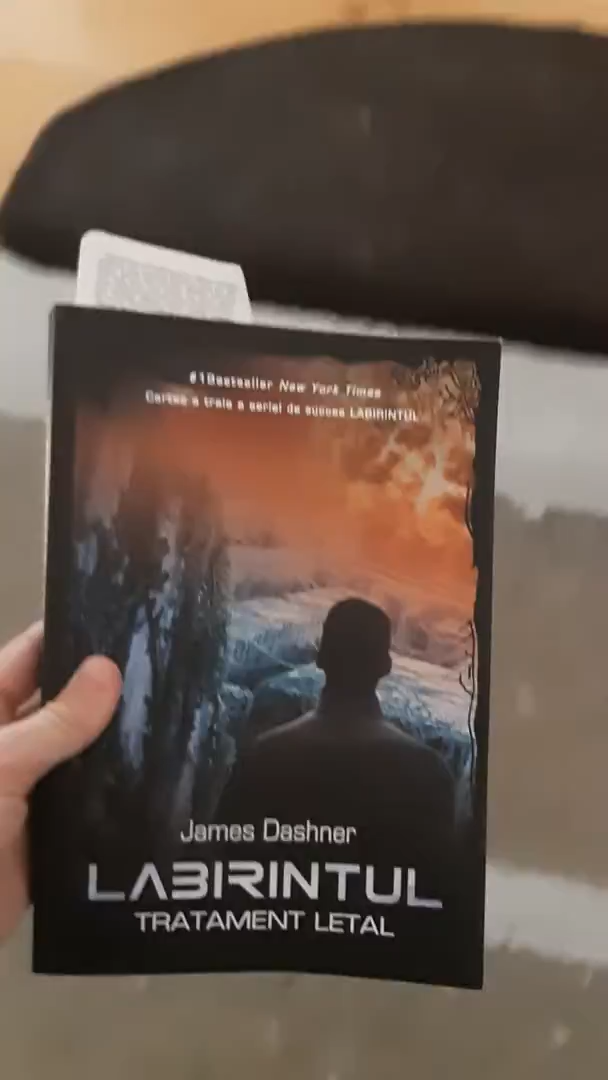 #1Bestseller New York Times
Cartea a treia a seriei de succes LABIRINTUL
James Dashner
LABIRINTUL
TRATAMENT LETAL